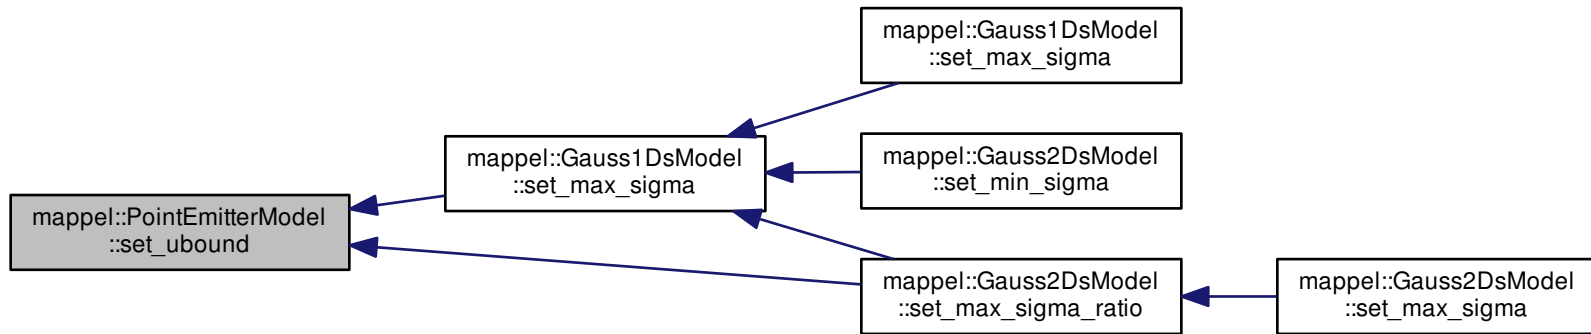 mappel::Gauss1DsModel
::set_max_sigma
mappel::Gauss1DsModel
::set_max_sigma
mappel::Gauss2DsModel
::set_min_sigma
mappel::PointEmitterModel
::set_ubound
mappel::Gauss2DsModel
::set_max_sigma_ratio
mappel::Gauss2DsModel
::set_max_sigma